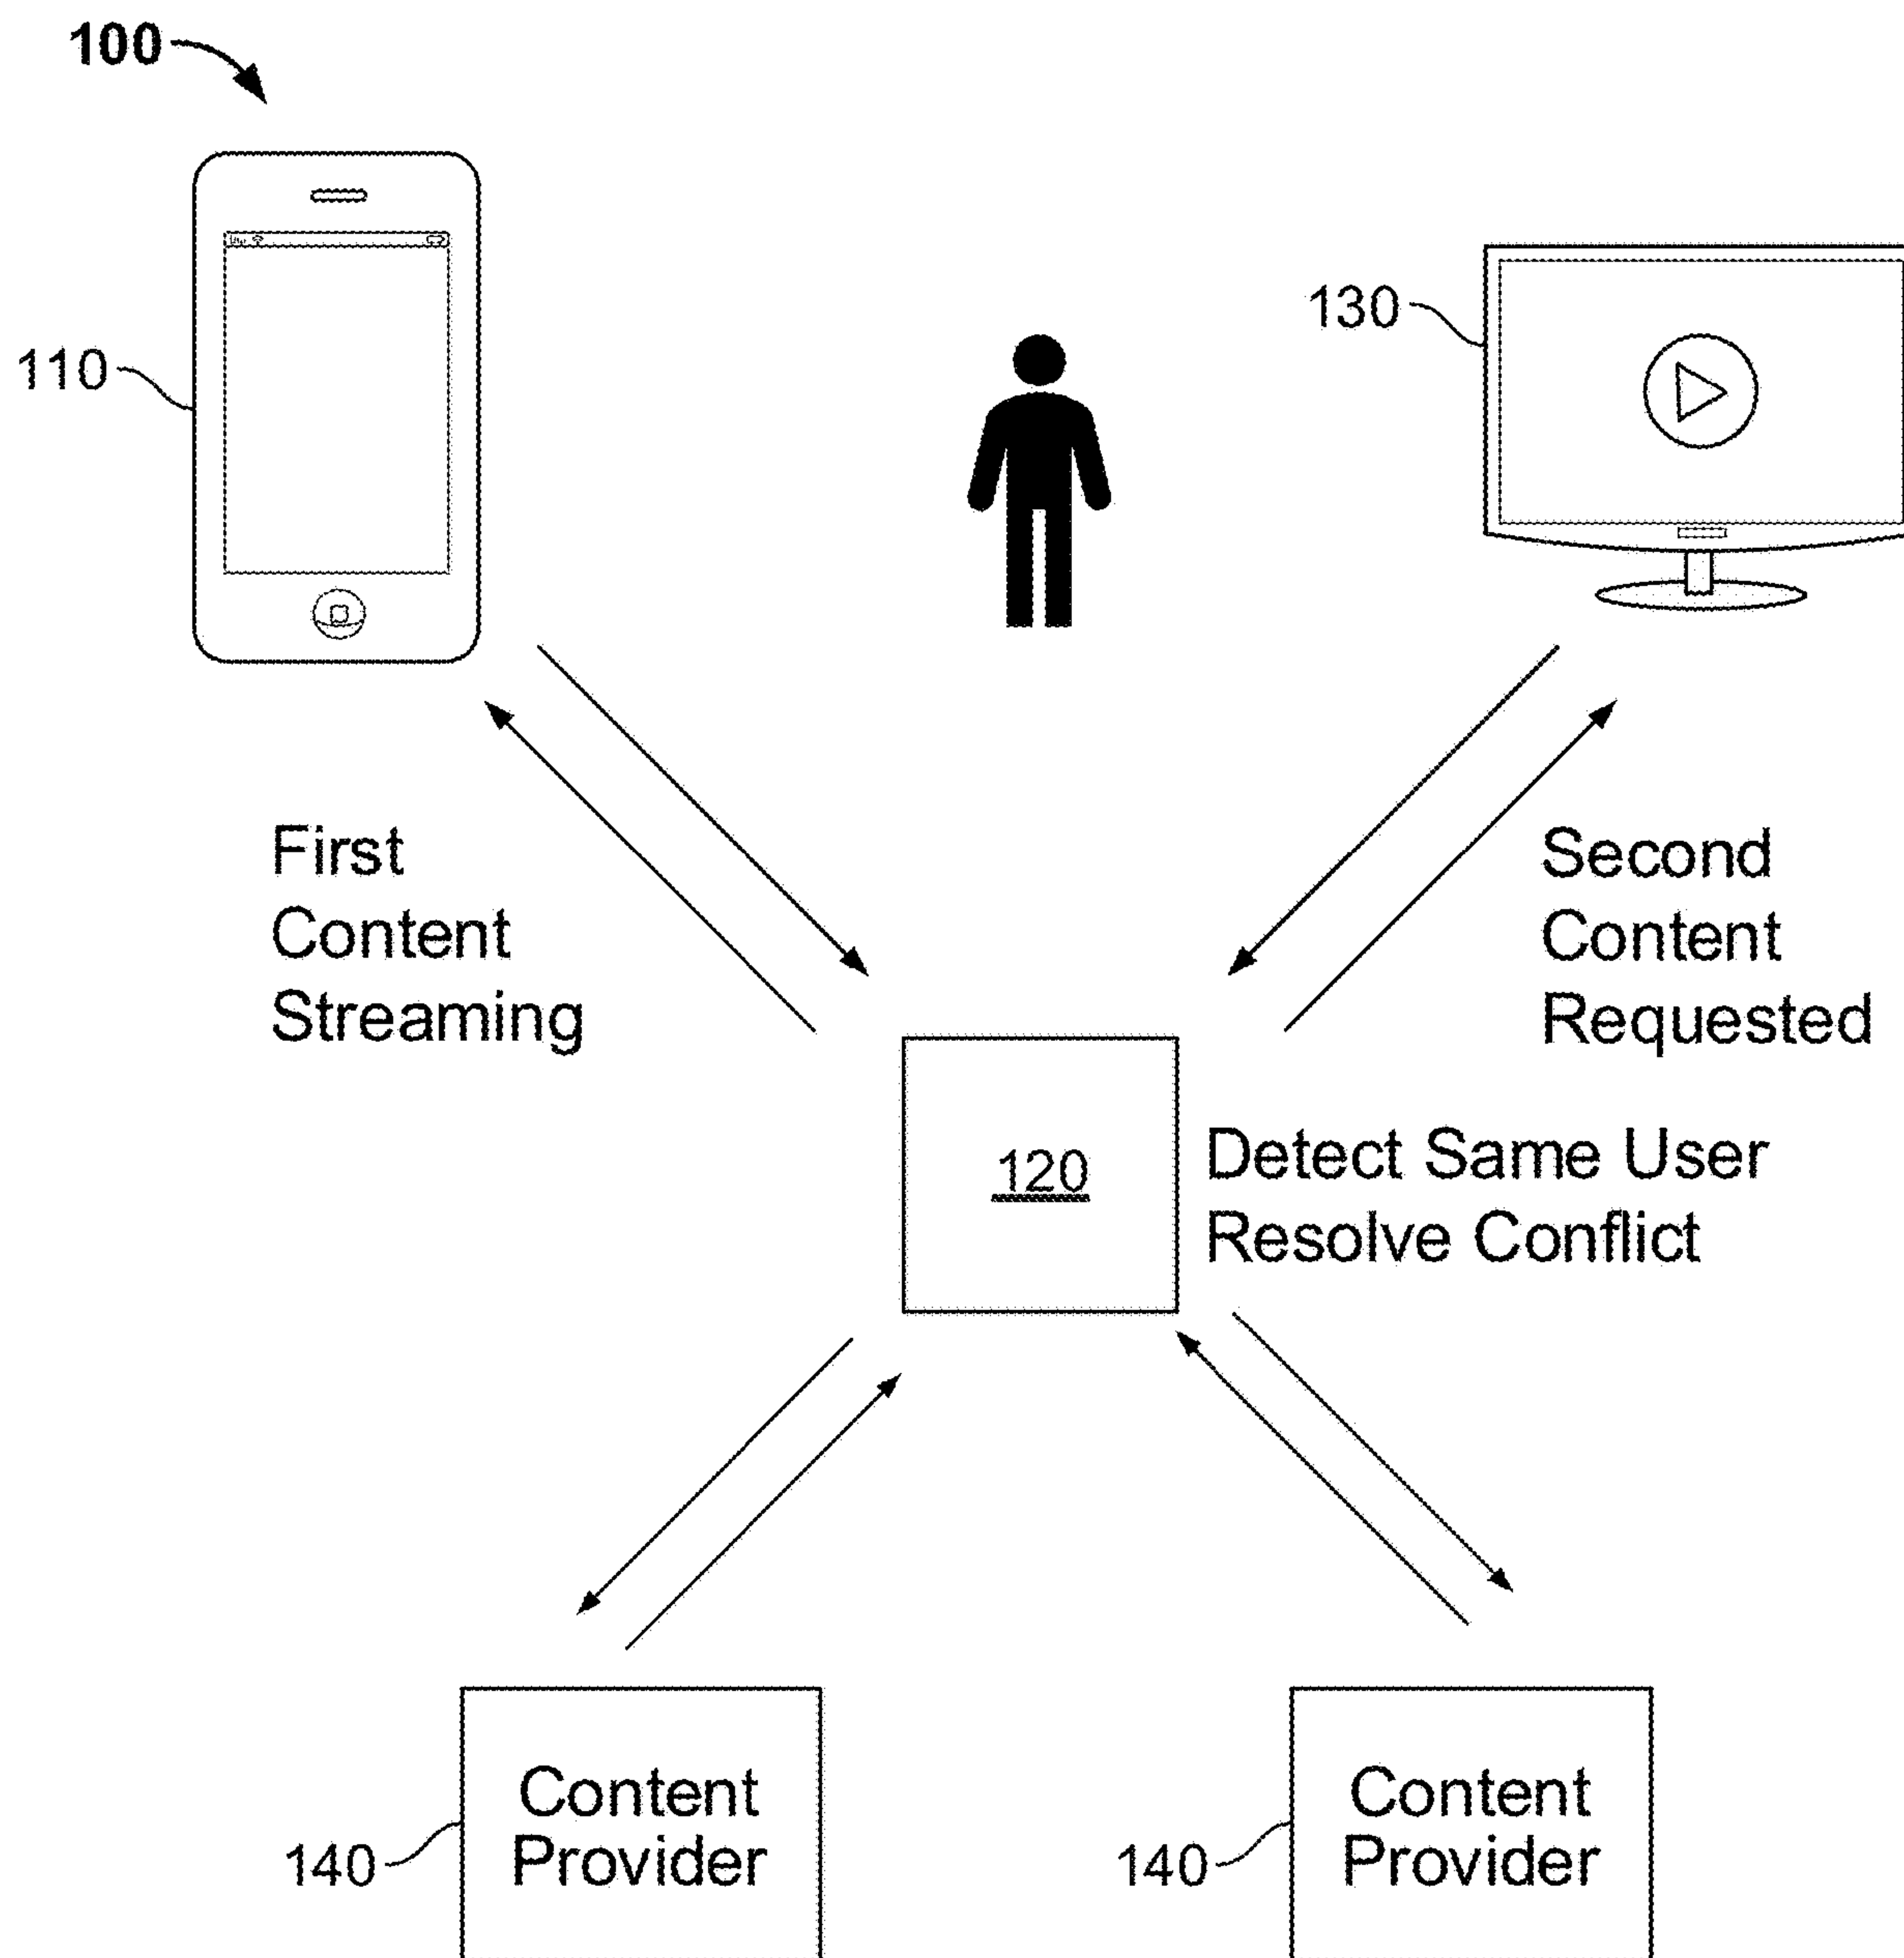 100
110
130
First
Content
Streaming
Second
Content
Requested
120
Detect Same User
Resolve Conflict
140
Content
Provider
140
Content
Provider